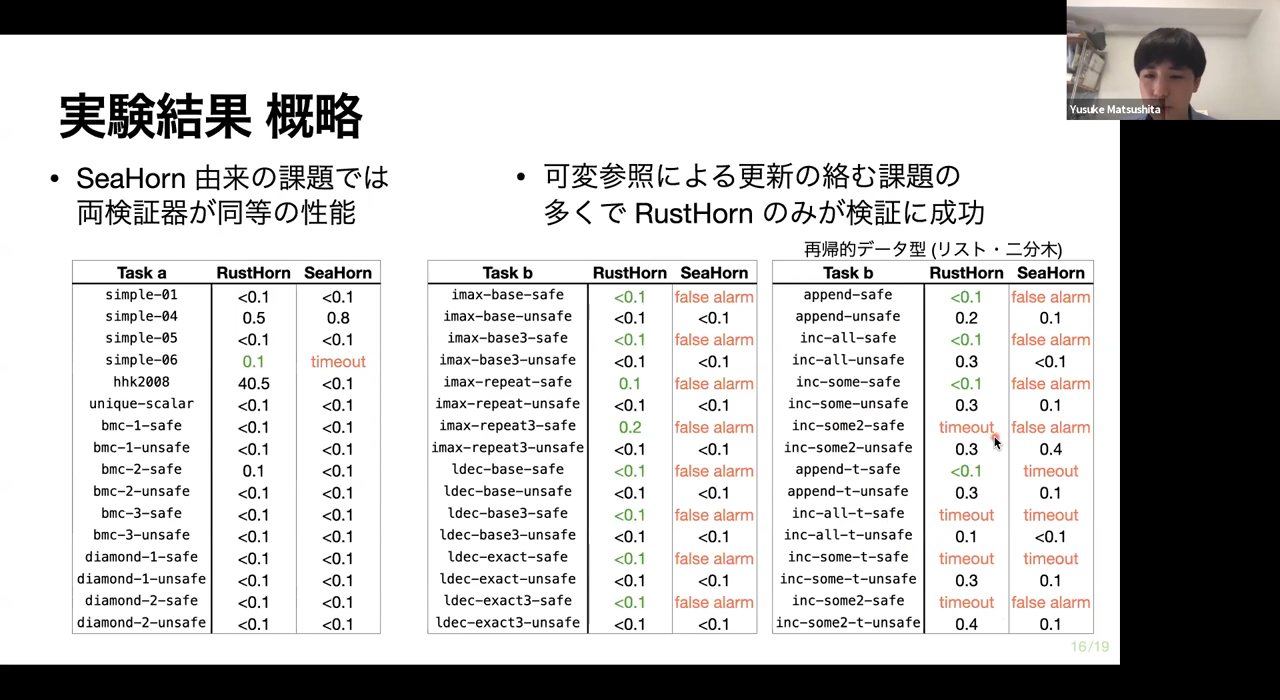 Yusuke Matsushita
実験結果 概略
• SeaHorn 由来の課題では
両検証器が同等の性能
• 可変参照による更新の絡む課題の
多くで RustHorn のみが検証に成功
Task a RustHorn SeaHorn
simple-01 <0.1 <0.1
simple-04 0.5 0.8
simple-05 <0.1 <0.1
simple-06 0.1 timeout
hhk2008 40.5 <0.1
unique-scalar <0.1 <0.1
bmc-1-safe <0.1 <0.1
bmc-1-unsafe <0.1 <0.1
bmc-2-safe 0.1 <0.1
bmc-2-unsafe <0.1 <0.1
bmc-3-safe <0.1 <0.1
bmc-3-unsafe <0.1 <0.1
diamond-1-safe <0.1 <0.1
diamond-1-unsafe <0.1 <0.1
diamond-2-safe <0.1 <0.1
diamond-2-unsafe <0.1 <0.1
Task b RustHorn SeaHorn
imax-base-safe <0.1 false alarm
imax-base-unsafe <0.1 <0.1
imax-base3-safe <0.1 false alarm
imax-base3-unsafe <0.1 <0.1
imax-repeat-safe 0.1 false alarm
imax-repeat-unsafe <0.1 <0.1
imax-repeat3-safe 0.2 false alarm
imax-repeat3-unsafe <0.1 <0.1
ldec-base-safe <0.1 false alarm
ldec-base-unsafe <0.1 <0.1
ldec-base3-safe <0.1 false alarm
ldec-base3-unsafe <0.1 <0.1
ldec-exact-safe <0.1 false alarm
ldec-exact-unsafe <0.1 <0.1
ldec-exact3-safe <0.1 false alarm
ldec-exact3-unsafe <0.1 <0.1
再帰的データ型 (リスト・二分木)
Task b RustHorn SeaHorn
append-safe <0.1 false alarm
append-unsafe 0.2 0.1
inc-all-safe <0.1 false alarm
inc-all-unsafe 0.3 <0.1
inc-some-safe <0.1 false alarm
inc-some-unsafe 0.3 0.1
inc-some2-safe timeout false alarm
inc-some2-unsafe 0.3 0.4
append-t-safe <0.1 timeout
append-t-unsafe 0.3 0.1
inc-all-t-safe timeout timeout
inc-all-t-unsafe 0.1 <0.1
inc-some-t-safe timeout timeout
inc-some-t-unsafe 0.3 0.1
inc-some2-safe timeout false alarm
inc-some2-t-unsafe 0.4 0.1
16/19